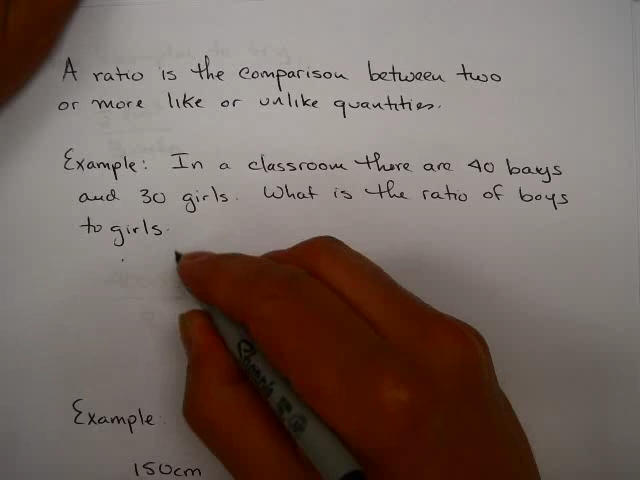 A ratio is the comparison between two
or more like or unlike quantities.
Example: In a classroom there are 40 boys
and 30 girls. What is the ratio of boys
to girls.
Example:
150cm